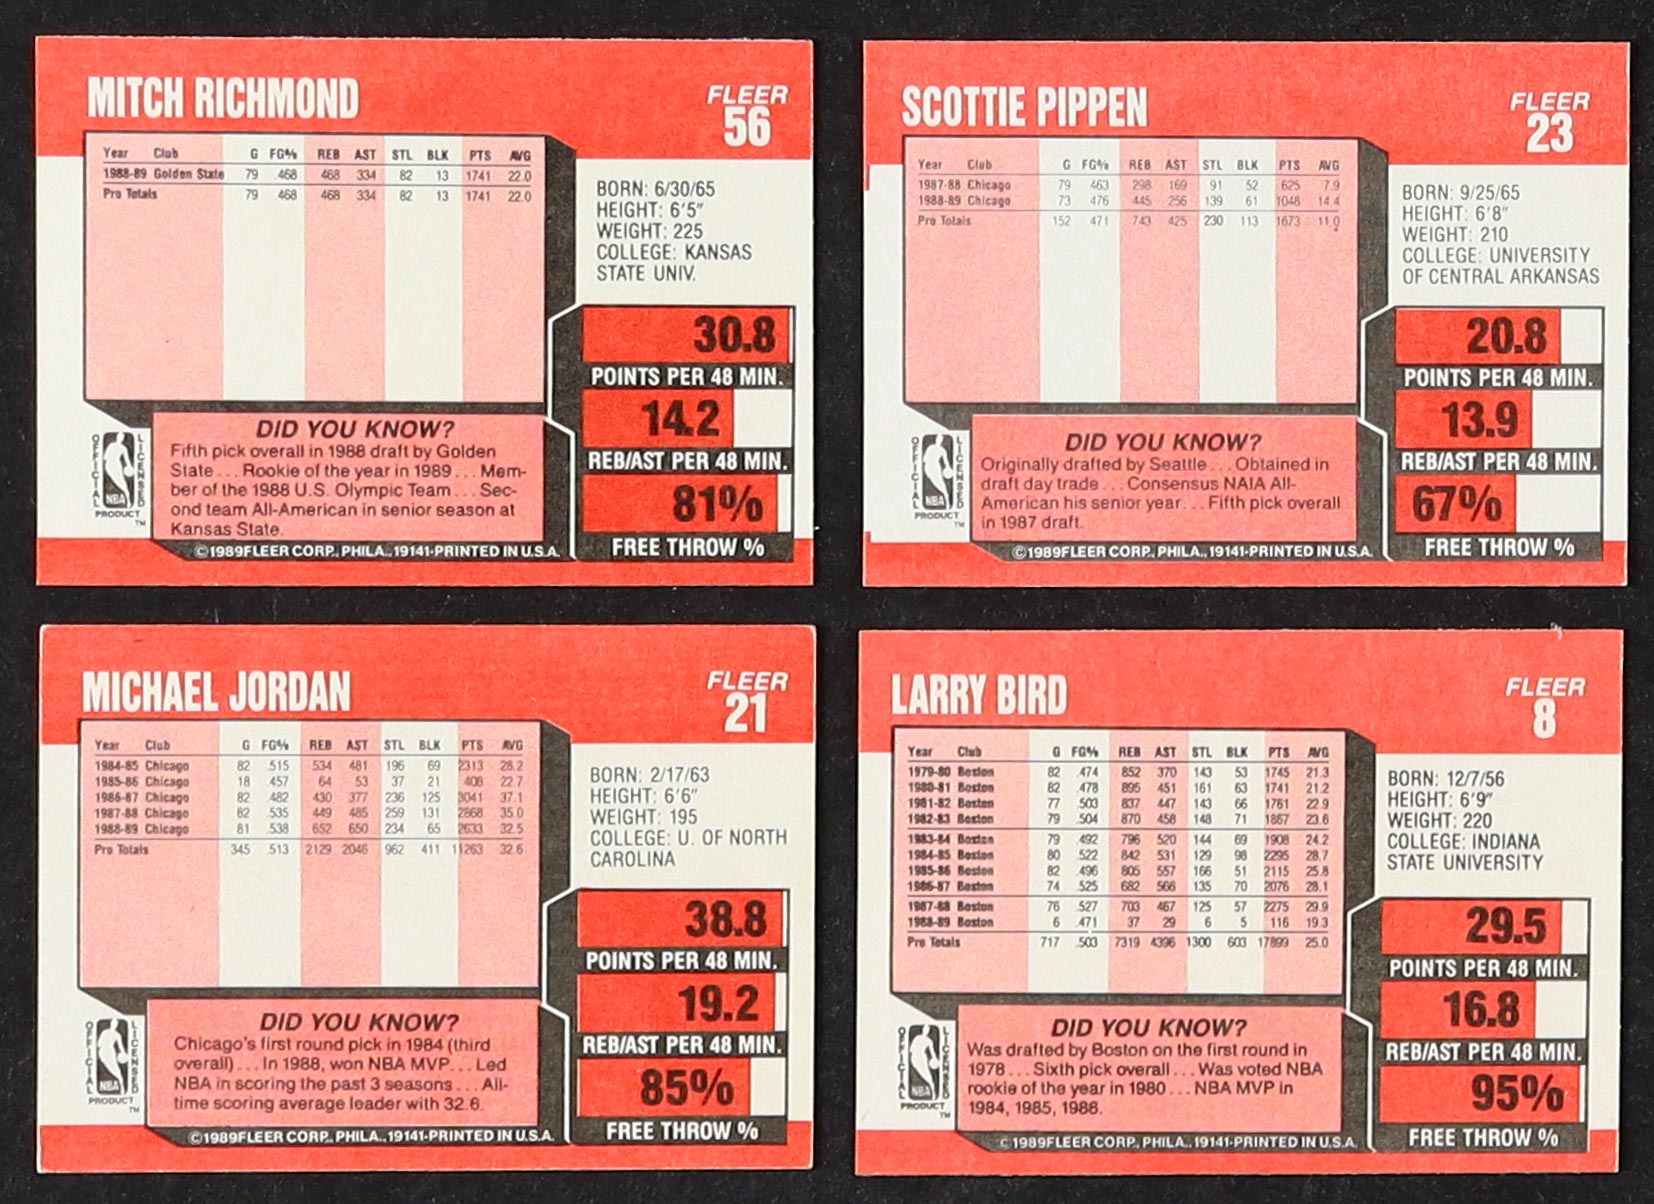 MITCH RICHMOND
FLEER
56
Year Club G FG% REB AST STL BLK PTS AVG
1988-89 Golden State 79 .468 468 334 82 13 1741 22.0
Pro Totals 79 .468 468 334 82 13 1741 22.0
BORN: 6/30/65
HEIGHT: 6'5"
WEIGHT: 225
COLLEGE: KANSAS
STATE UNIV.
30.8
POINTS PER 48 MIN.
14.2
REB/AST PER 48 MIN.
81%
FREE THROW %
OFFICIAL LICENSED
NBA
PRODUCT
TM
DID YOU KNOW?
Fifth pick overall in 1988 draft by Golden
State . . . Rookie of the year in 1989 . . . Mem-
ber of the 1988 U.S. Olympic Team . . . Sec-
ond team All-American in senior season at
Kansas State.
©1989FLEER CORP., PHILA., 19141-PRINTED IN U.S.A.
SCOTTIE PIPPEN
FLEER
23
Year Club G FG% REB AST STL BLK PTS AVG
1987-88 Chicago 79 .463 298 169 91 52 625 7.9
1988-89 Chicago 73 .476 445 256 139 61 1048 14.4
Pro Totals 152 .471 743 425 230 113 1673 11.0
BORN: 9/25/65
HEIGHT: 6'8"
WEIGHT: 210
COLLEGE: UNIVERSITY
OF CENTRAL ARKANSAS
20.8
POINTS PER 48 MIN.
13.9
REB/AST PER 48 MIN.
67%
FREE THROW %
OFFICIAL LICENSED
NBA
PRODUCT
TM
DID YOU KNOW?
Originally drafted by Seattle . . . Obtained in
draft day trade . . . Consensus NAIA All-
American his senior year. . . Fifth pick overall
in 1987 draft.
©1989FLEER CORP., PHILA., 19141-PRINTED IN U.S.A.
MICHAEL JORDAN
FLEER
21
Year Club G FG% REB AST STL BLK PTS AVG
1984-85 Chicago 82 .515 534 481 196 69 2313 28.2
1985-86 Chicago 18 .457 64 53 37 21 408 22.7
1986-87 Chicago 82 .482 430 377 236 125 3041 37.1
1987-88 Chicago 82 .535 449 485 259 131 2868 35.0
1988-89 Chicago 81 .538 652 650 234 65 2633 32.5
Pro Totals 345 .513 2129 2046 962 411 11263 32.6
BORN: 2/17/63
HEIGHT: 6'6"
WEIGHT: 195
COLLEGE: U. OF NORTH
CAROLINA
38.8
POINTS PER 48 MIN.
19.2
REB/AST PER 48 MIN.
85%
FREE THROW %
OFFICIAL LICENSED
NBA
PRODUCT
TM
DID YOU KNOW?
Chicago's first round pick in 1984 (third
overall) . . . In 1988, won NBA MVP . . . Led
NBA in scoring the past 3 seasons . . . All-
time scoring average leader with 32.6.
©1989FLEER CORP., PHILA., 19141-PRINTED IN U.S.A.
LARRY BIRD
FLEER
8
Year Club G FG% REB AST STL BLK PTS AVG
1979-80 Boston 82 .474 852 370 143 53 1745 21.3
1980-81 Boston 82 .478 895 451 161 63 1741 21.2
1981-82 Boston 77 .503 837 447 143 66 1761 22.9
1982-83 Boston 79 .504 870 458 148 71 1867 23.6
1983-84 Boston 79 .492 796 520 144 69 1908 24.2
1984-85 Boston 80 .522 842 531 129 98 2295 28.7
1985-86 Boston 82 .496 805 557 166 51 2115 25.8
1986-87 Boston 74 .525 682 566 135 70 2076 28.1
1987-88 Boston 76 .527 703 467 125 57 2275 29.9
1988-89 Boston 6 .471 37 29 6 5 116 19.3
Pro Totals 717 .503 7319 4396 1300 603 17899 25.0
BORN: 12/7/56
HEIGHT: 6'9"
WEIGHT: 220
COLLEGE: INDIANA
STATE UNIVERSITY
29.5
POINTS PER 48 MIN.
16.8
REB/AST PER 48 MIN.
95%
FREE THROW %
OFFICIAL LICENSED
NBA
PRODUCT
TM
DID YOU KNOW?
Was drafted by Boston on the first round in
1978 . . . Sixth pick overall . . . Was voted NBA
rookie of the year in 1980 . . . NBA MVP in
1984, 1985, 1986.
©1989FLEER CORP., PHILA., 19141-PRINTED IN U.S.A.